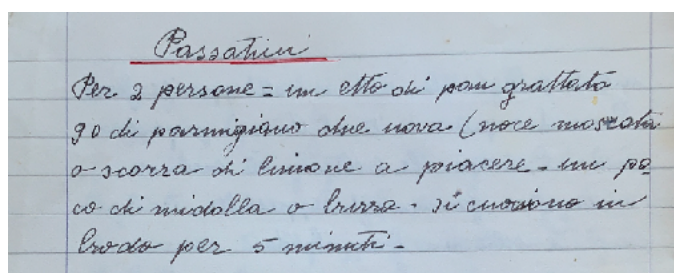 Passatini
Per 2 persone = un etto di pan grattato
90 di parmigiano due uova (noce moscata
o scorza di limone a piacere - un po
co di midolla o burro - si cuociono in
brodo per 5 minuti -